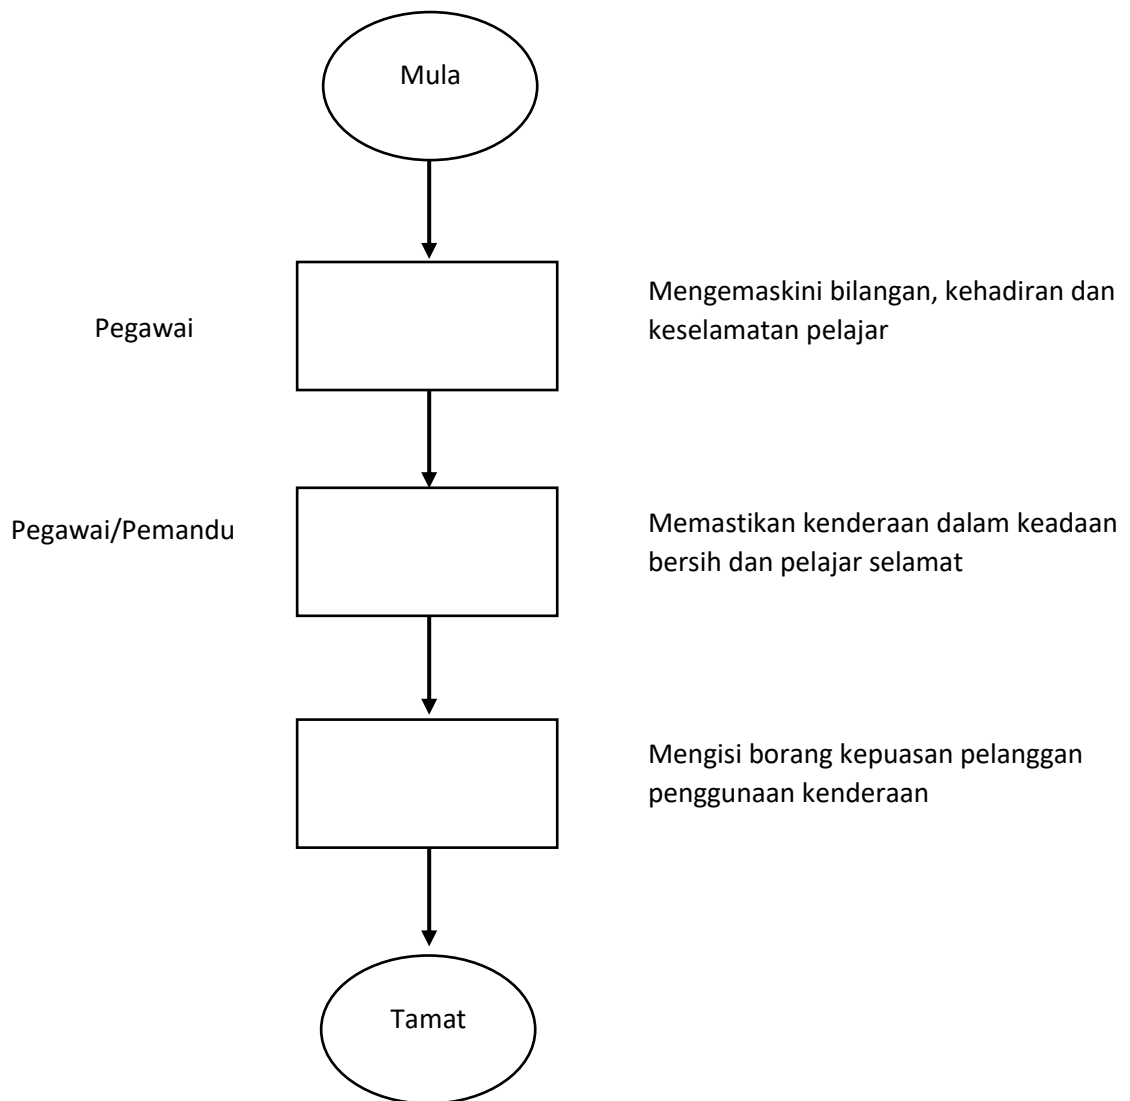 Mula
Pegawai
Mengemaskini bilangan, kehadiran dan
keselamatan pelajar
Pegawai/Pemandu
Memastikan kenderaan dalam keadaan
bersih dan pelajar selamat
Mengisi borang kepuasan pelanggan
penggunaan kenderaan
Tamat